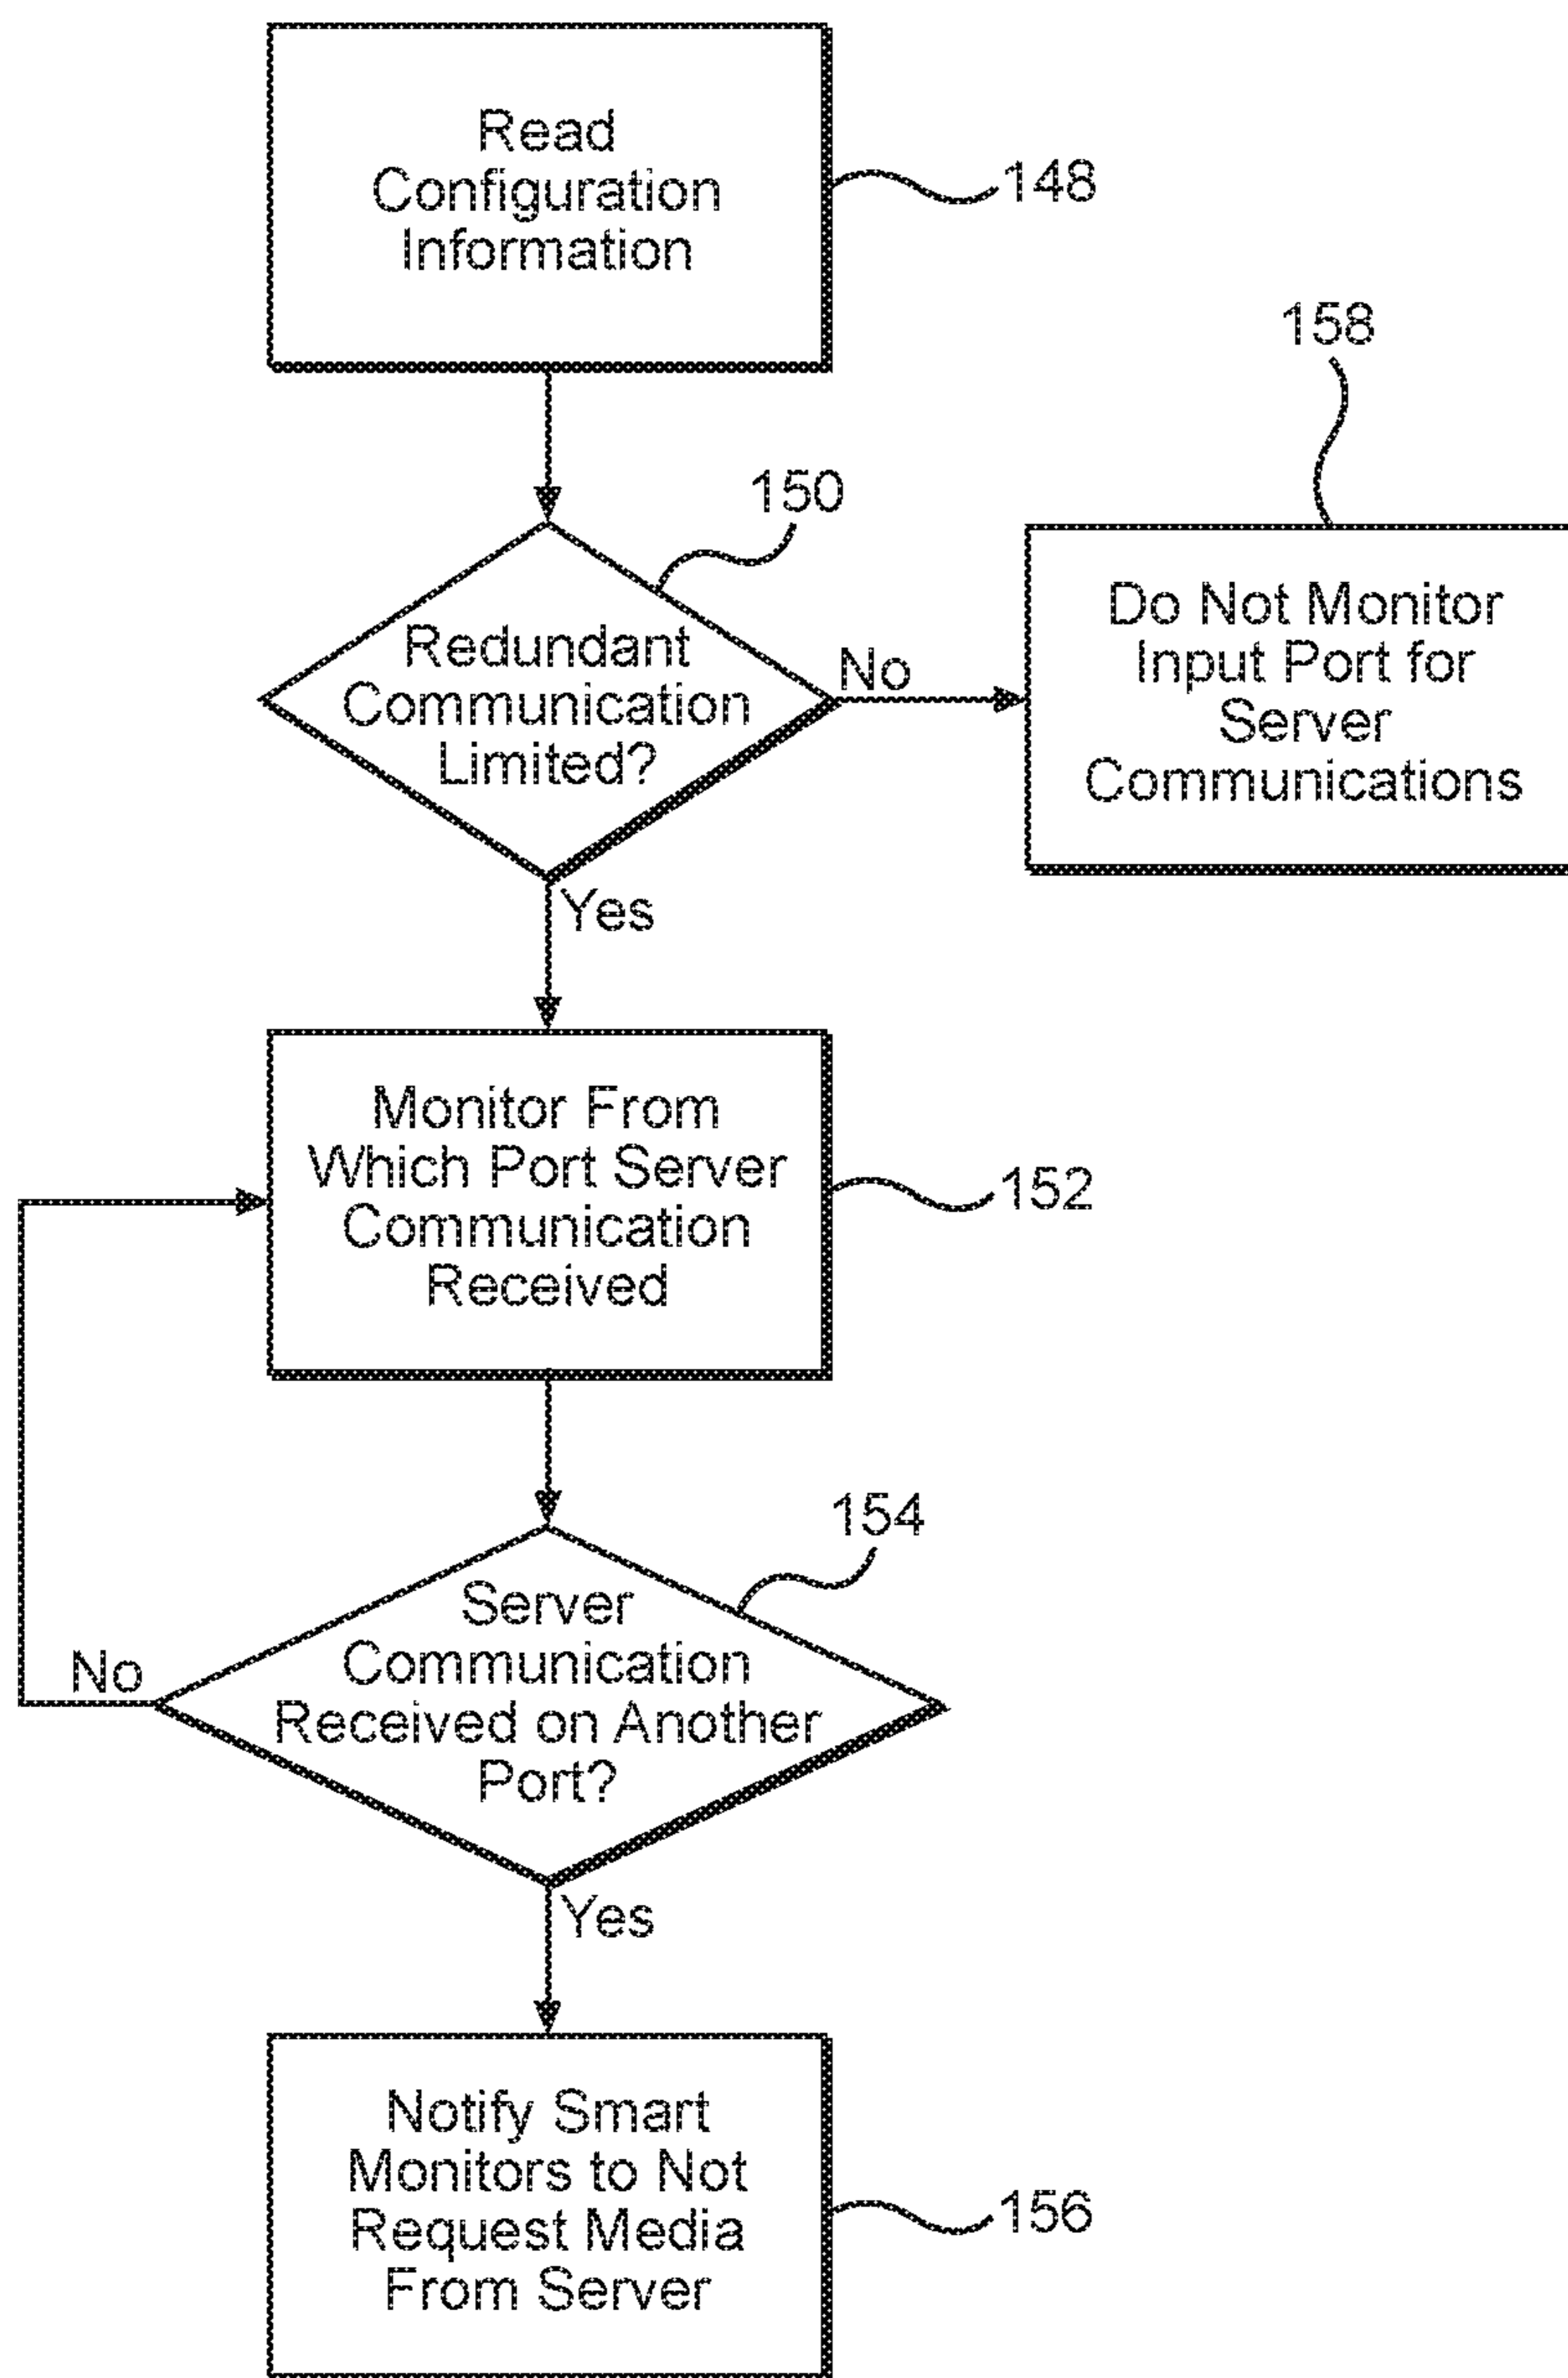 Read
Configuration
Information
148
158
150
Redundant
Communication
Limited?
No
Do Not Monitor
Input Port for
Server
Communications
Yes
Monitor From
Which Port Server
Communication
Received
152
154
Server
Communication
Received on Another
Port?
No
Yes
Notify Smart
Monitors to Not
Request Media
From Server
156